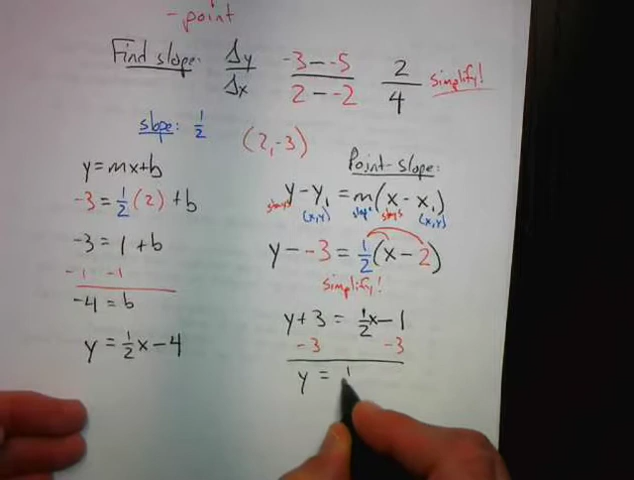 - point
Find slope: Δy/Δx -3 - -5/2 - -2 2/4 simplify!
slope: 1/2 (2,-3)
y = mx+b
-3 = 1/2(2) + b
-3 = 1 + b
-1 -1
-4 = b
y = 1/2x - 4
Point-slope:
y - y₁ = m(x - x₁)
stays (x,y) slope stays (x,y)
y - -3 = 1/2(x - 2)
simplify!
y + 3 = 1/2x - 1
-3 -3
y = 1